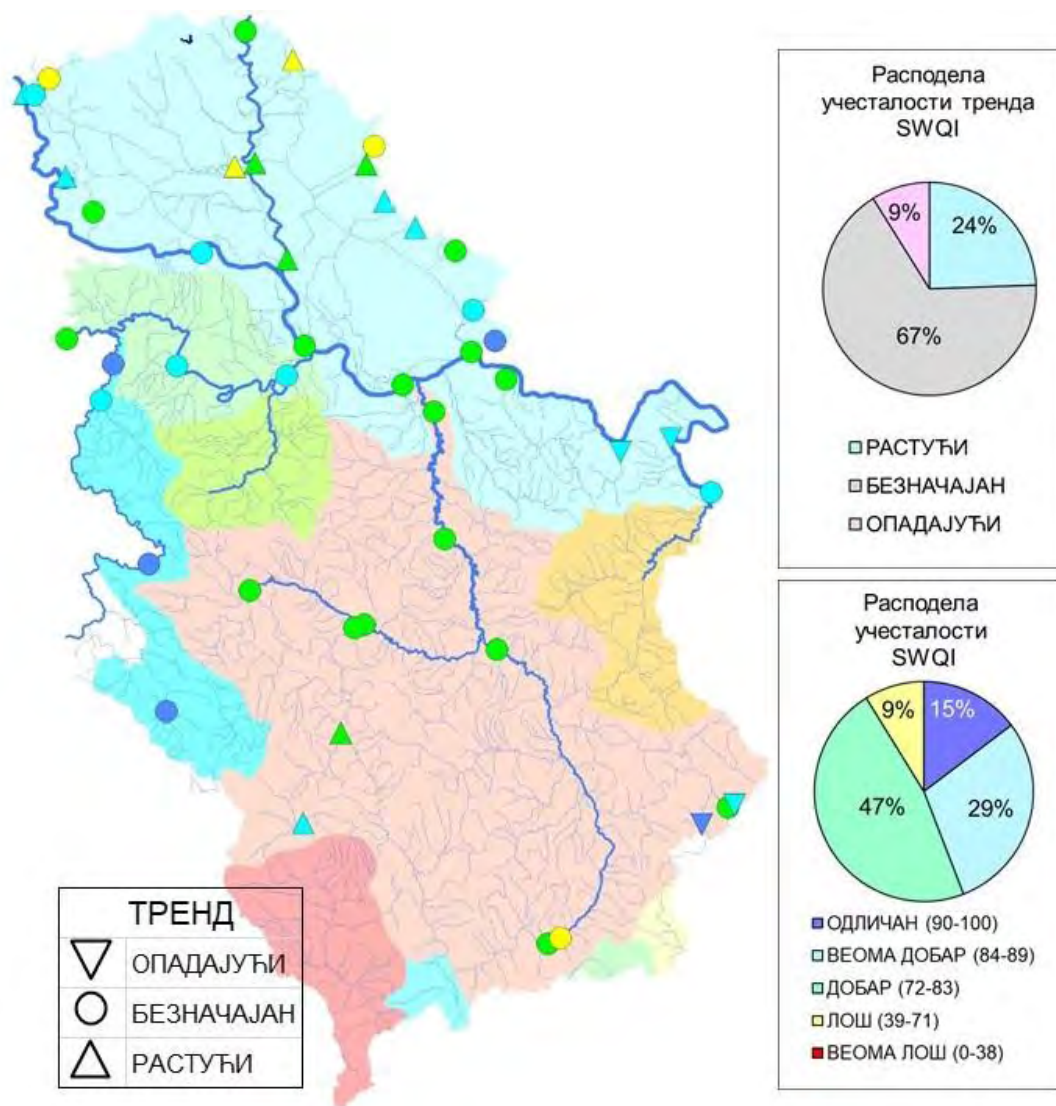 Расподела
учесталости тренда
SWQI
9%
24%
67%
РАСТУЋИ
БЕЗНАЧАЈАН
ОПАДАЈУЋИ
Расподела
учесталости
SWQI
9%
15%
47%
29%
ОДЛИЧАН (90-100)
ВЕОМА ДОБАР (84-89)
ДОБАР (72-83)
ЛОШ (39-71)
ВЕОМА ЛОШ (0-38)
ТРЕНД
ОПАДАЈУЋИ
БЕЗНАЧАЈАН
РАСТУЋИ